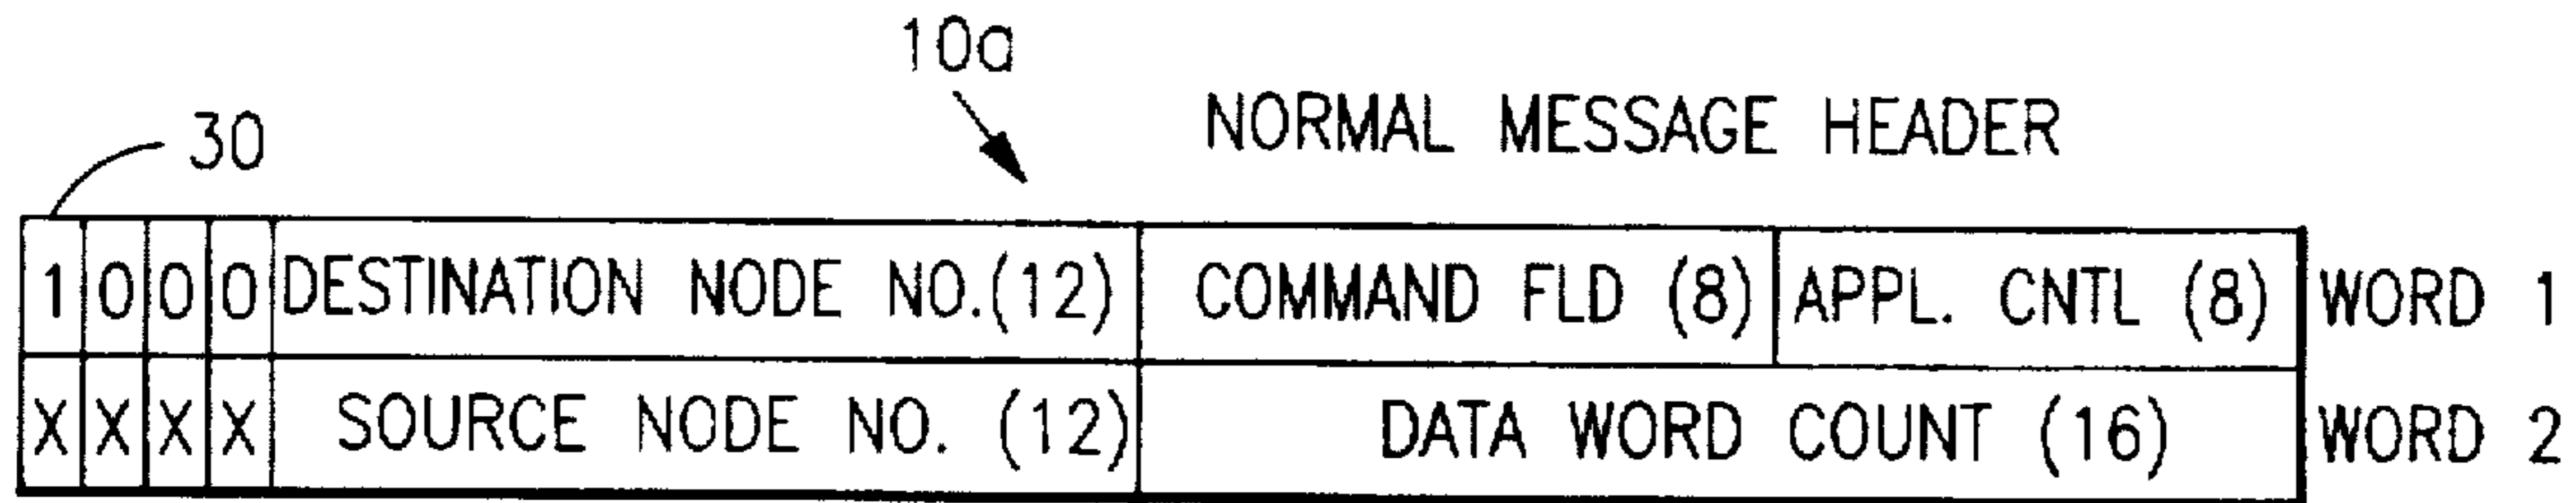 10a
NORMAL MESSAGE HEADER
30
1 0 0 0 DESTINATION NODE NO.(12) COMMAND FLD (8) APPL. CNTL (8) WORD 1
X X X X SOURCE NODE NO. (12) DATA WORD COUNT (16) WORD 2